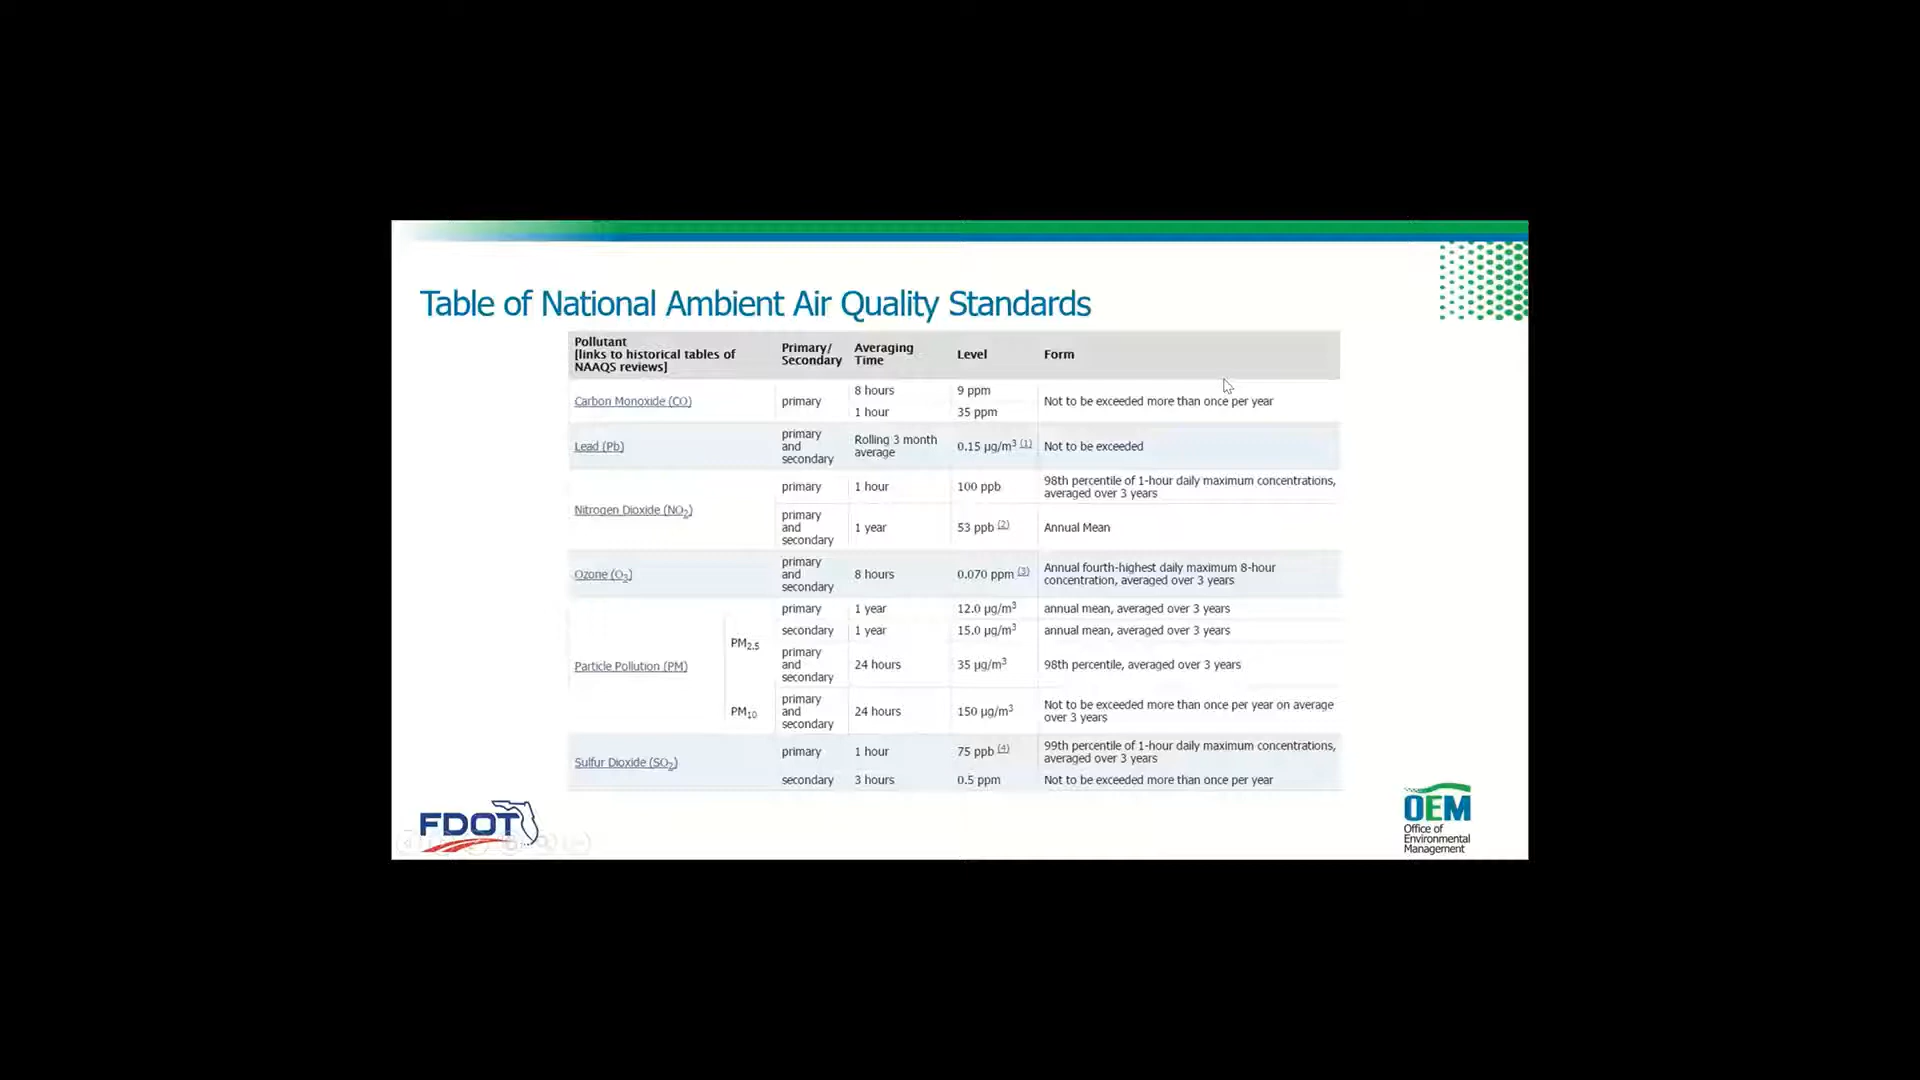 Table of National Ambient Air Quality Standards
Pollutant
[links to historical tables of
NAAQS reviews]
Primary/
Secondary
Averaging
Time
Level
Form
Carbon Monoxide (CO)
primary
8 hours
9 ppm
1 hour
35 ppm
Not to be exceeded more than once per year
Lead (Pb)
primary
and
secondary
Rolling 3 month
average
0.15 μg/m³ (1)
Not to be exceeded
Nitrogen Dioxide (NO₂)
primary
1 hour
100 ppb
98th percentile of 1-hour daily maximum concentrations,
averaged over 3 years
primary
and
secondary
1 year
53 ppb (2)
Annual Mean
Ozone (O₃)
primary
and
secondary
8 hours
0.070 ppm (3)
Annual fourth-highest daily maximum 8-hour
concentration, averaged over 3 years
Particle Pollution (PM)
PM₂.₅
primary
1 year
12.0 μg/m³
annual mean, averaged over 3 years
secondary
1 year
15.0 μg/m³
annual mean, averaged over 3 years
primary
and
secondary
24 hours
35 μg/m³
98th percentile, averaged over 3 years
PM₁₀
primary
and
secondary
24 hours
150 μg/m³
Not to be exceeded more than once per year on average
over 3 years
Sulfur Dioxide (SO₂)
primary
1 hour
75 ppb (4)
99th percentile of 1-hour daily maximum concentrations,
averaged over 3 years
secondary
3 hours
0.5 ppm
Not to be exceeded more than once per year
FDOT
OEM
Office of
Environmental
Management